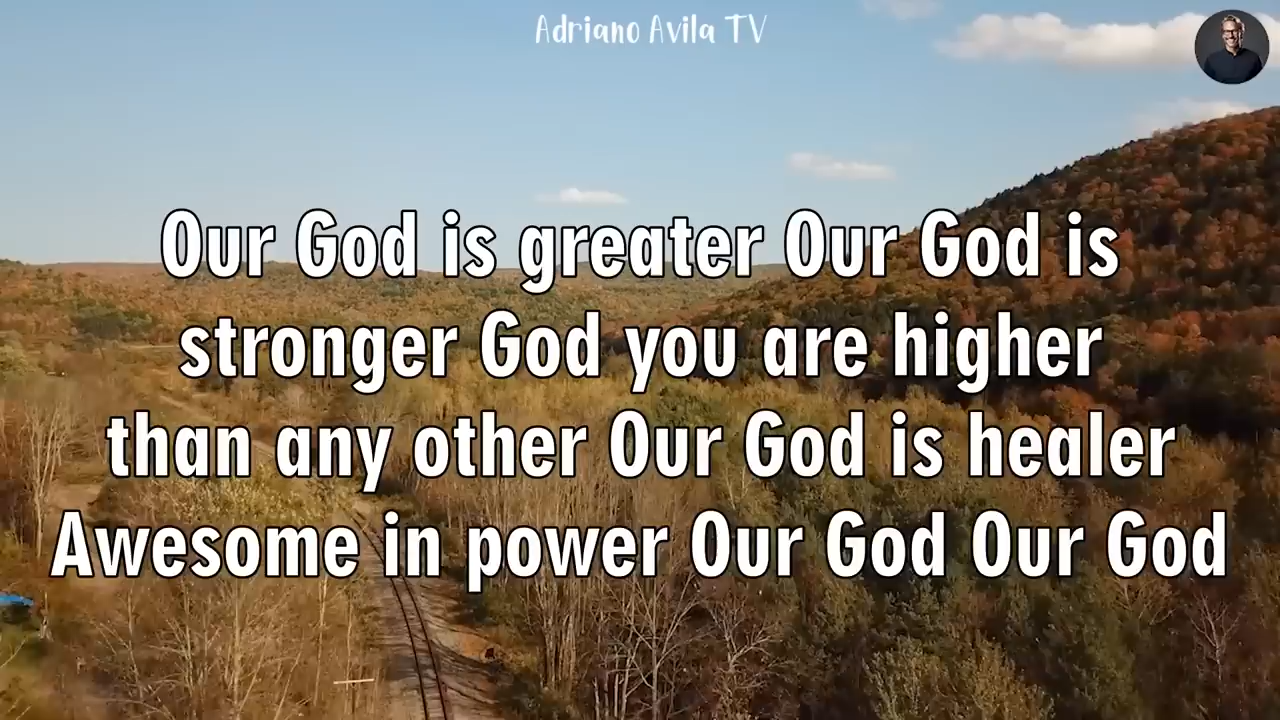 Adriano Avila TV
Our God is greater Our God is
stronger God you are higher
than any other Our God is healer
Awesome in power Our God Our God